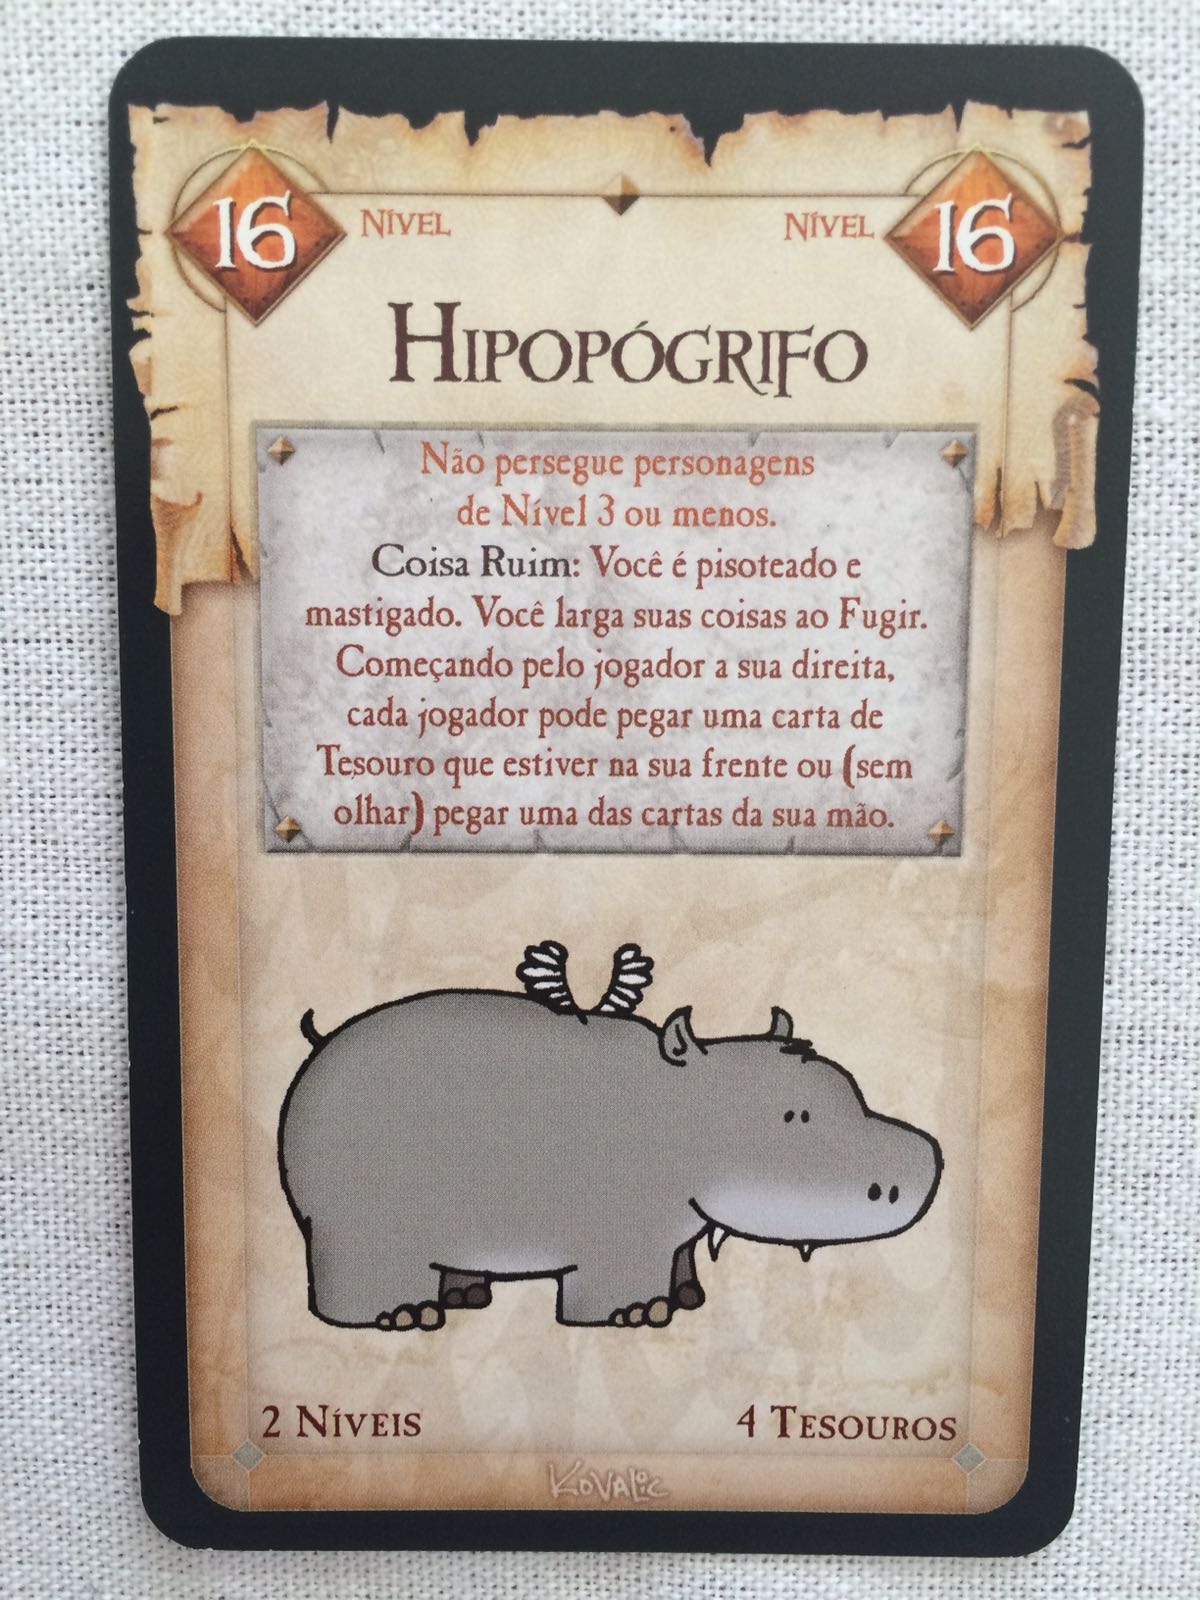 16 NÍVEL NÍVEL 16
HIPOPÓGRIFO
Não persegue personagens
de Nível 3 ou menos.
Coisa Ruim: Você é pisoteado e
mastigado. Você larga suas coisas ao Fugir.
Começando pelo jogador a sua direita,
cada jogador pode pegar uma carta de
Tesouro que estiver na sua frente ou (sem
olhar) pegar uma das cartas da sua mão.
2 NÍVEIS 4 TESOUROS
KOVALIC